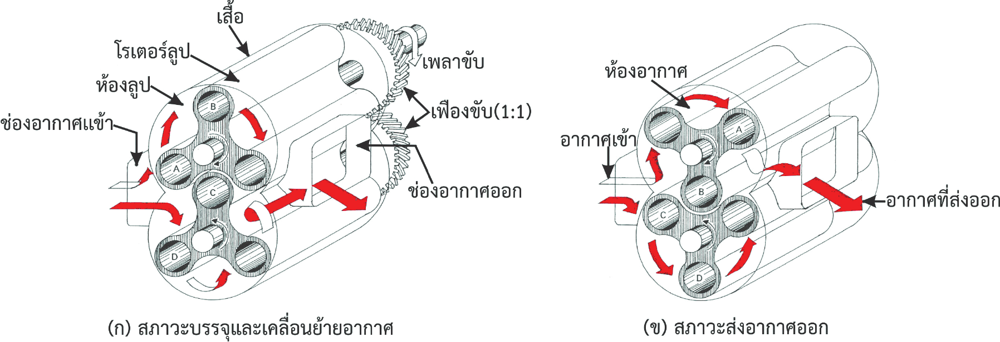 เสื้อ
โรเตอร์ลูป
ห้องลูป
ช่องอากาศแข้า
เพลาขับ
เฟืองขับ(1:1)
ช่องอากาศออก
B
A
C
D
(ก) สภาวะบรรจุและเคลื่อนย้ายอากาศ
ห้องอากาศ
อากาศเข้า
อากาศที่ส่งออก
A
B
C
D
(ข) สภาวะส่งอากาศออก